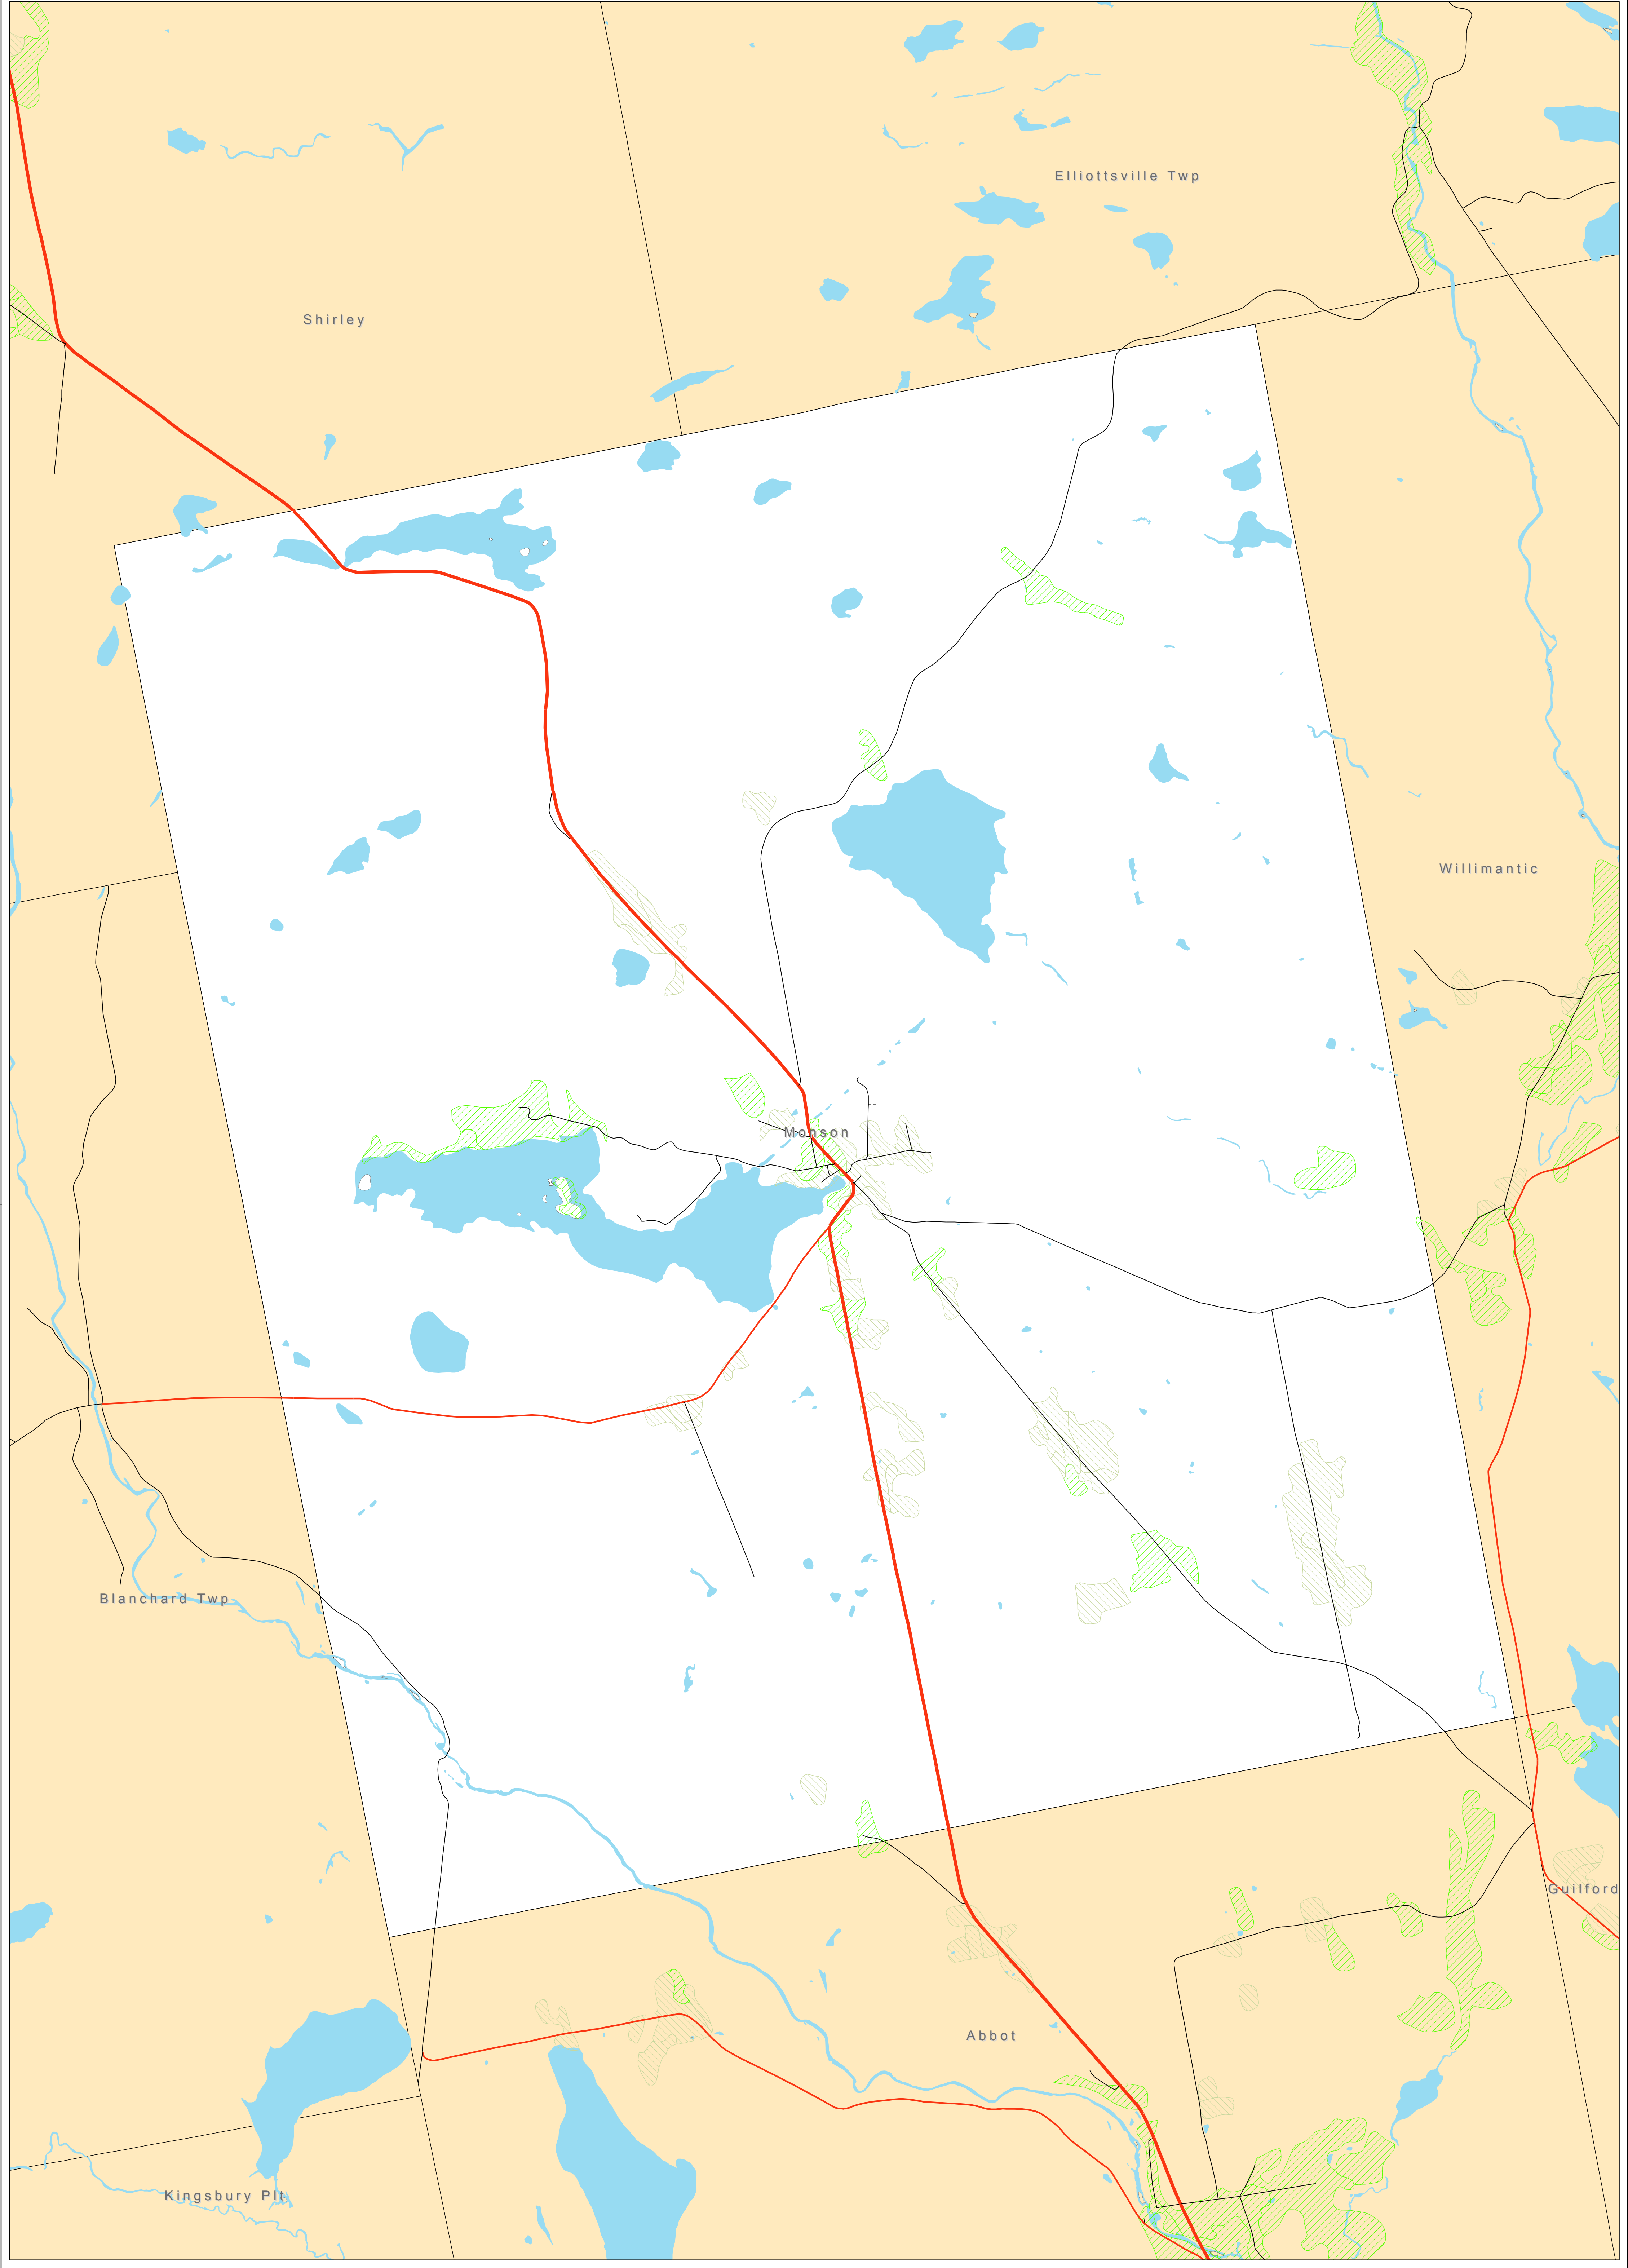 Elliottsville Twp
Shirley
Willimantic
Monson
Blanchard Twp
Guilford
Abbot
Kingsbury Plt